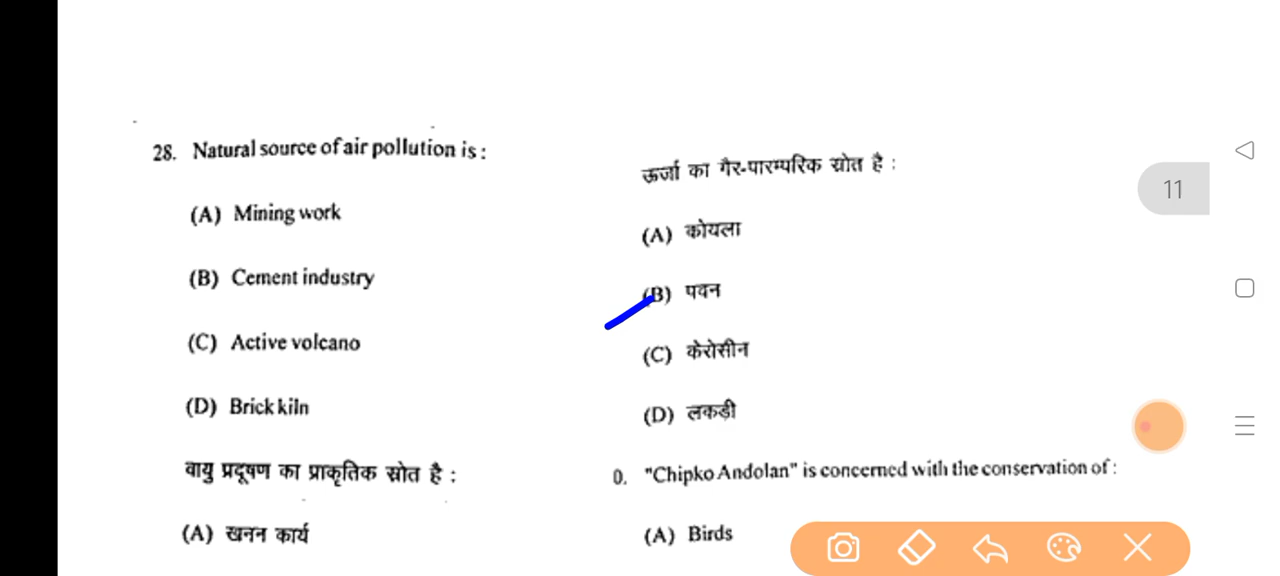 28. Natural source of air pollution is :
(A) Mining work
(B) Cement industry
(C) Active volcano
(D) Brick kiln
वायु प्रदूषण का प्राकृतिक स्रोत है :
(A) खनन कार्य
ऊर्जा का गैर-पारम्परिक स्रोत है :
(A) कोयला
(B) पवन
(C) केरोसीन
(D) लकड़ी
0. "Chipko Andolan" is concerned with the conservation of :
(A) Birds
11